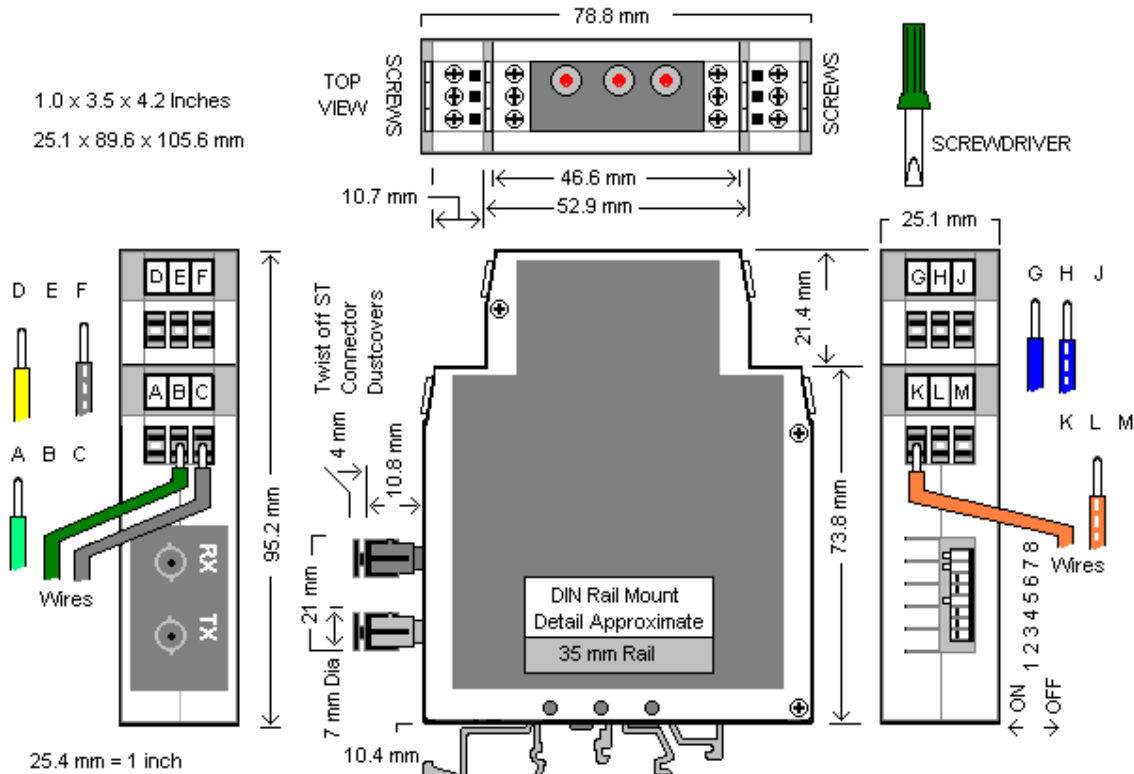 78.8 mm
TOP
VIEW
SCREWS
SCREWS
1.0 x 3.5 x 4.2 Inches
25.1 x 89.6 x 105.6 mm
SCREWDRIVER
46.6 mm
10.7 mm
52.9 mm
25.1 mm
D E F
D E F
A B C
A B C
Wires
RX
TX
95.2 mm
Twist off ST
Connector
Dustcovers
4 mm
10.8 mm
21 mm
7 mm Dia
10.4 mm
DIN Rail Mount
Detail Approximate
35 mm Rail
21.4 mm
73.8 mm
G H J
G H J
K L M
K L M
Wires
1 2 3 4 5 6 7 8
ON
OFF
25.4 mm = 1 inch